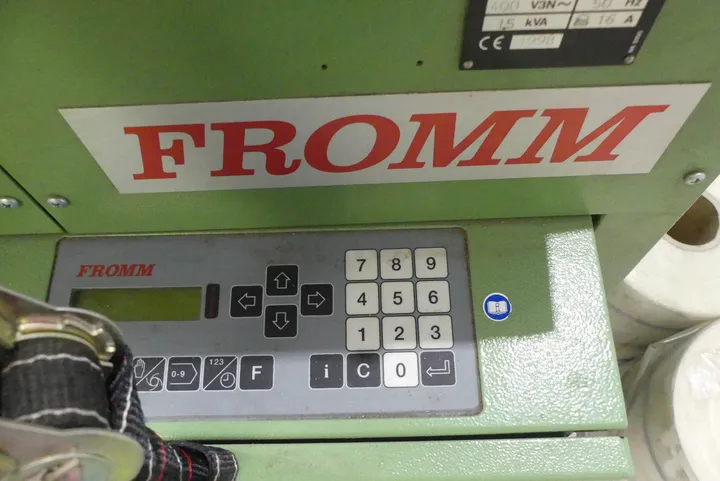 400 V3N~ 50 Hz
15 kVA 16 A
CE 1998
FROMM
FROMM
7 8 9
4 5 6
1 2 3
0-9
123
F
i C 0